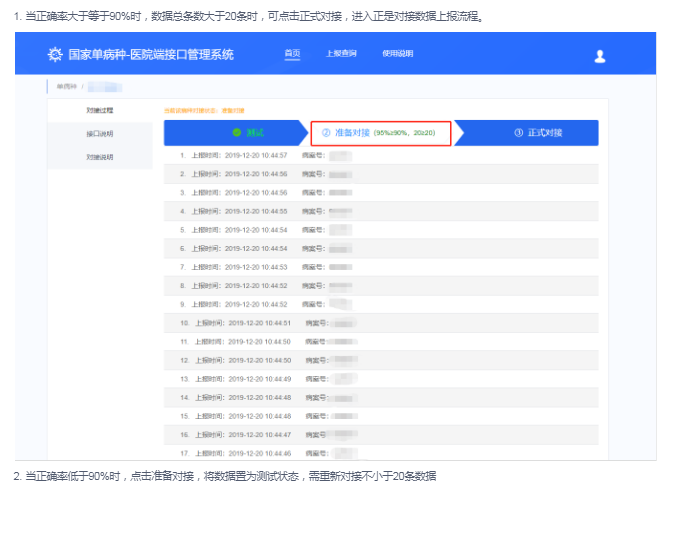 1. 当正确率大于等于90%时，数据总条数大于20条时，可点击正式对接，进入正是对接数据上报流程。
国家单病种-医院端接口管理系统 首页 上报查询 使用说明
单病种 /
对接过程
接口说明
对接说明
当前该病种对接状态：准备对接
测试 ② 准备对接 (95%≥90%、20≥20) ③ 正式对接
1. 上报时间：2019-12-20 10:44:57 病案号：
2. 上报时间：2019-12-20 10:44:56 病案号：
3. 上报时间：2019-12-20 10:44:56 病案号：
4. 上报时间：2019-12-20 10:44:55 病案号：
5. 上报时间：2019-12-20 10:44:54 病案号：
6. 上报时间：2019-12-20 10:44:54 病案号：
7. 上报时间：2019-12-20 10:44:53 病案号：
8. 上报时间：2019-12-20 10:44:52 病案号：
9. 上报时间：2019-12-20 10:44:52 病案号：
10. 上报时间：2019-12-20 10:44:51 病案号：
11. 上报时间：2019-12-20 10:44:50 病案号：
12. 上报时间：2019-12-20 10:44:50 病案号：
13. 上报时间：2019-12-20 10:44:49 病案号：
14. 上报时间：2019-12-20 10:44:48 病案号：
15. 上报时间：2019-12-20 10:44:48 病案号：
16. 上报时间：2019-12-20 10:44:47 病案号
17. 上报时间：2019-12-20 10:44:46 病案号：
2. 当正确率低于90%时，点击准备对接，将数据置为测试状态，需重新对接不小于20条数据